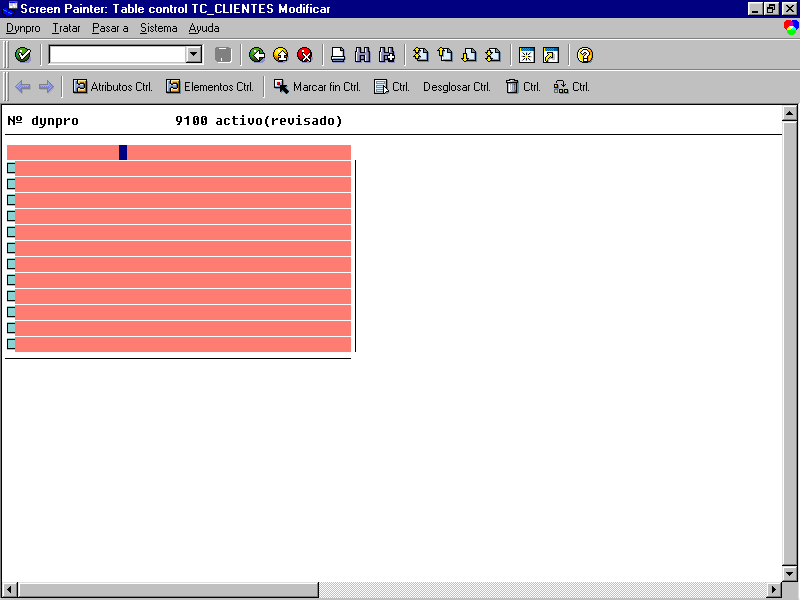 Screen Painter: Table control TC_CLIENTES Modificar
Dynpro Tratar Pasar a Sistema Ayuda
Atributos Ctrl. Elementos Ctrl. Marcar fin Ctrl. Ctrl. Desglosar Ctrl. Ctrl. Ctrl.
Nº dynpro 9100 activo(revisado)